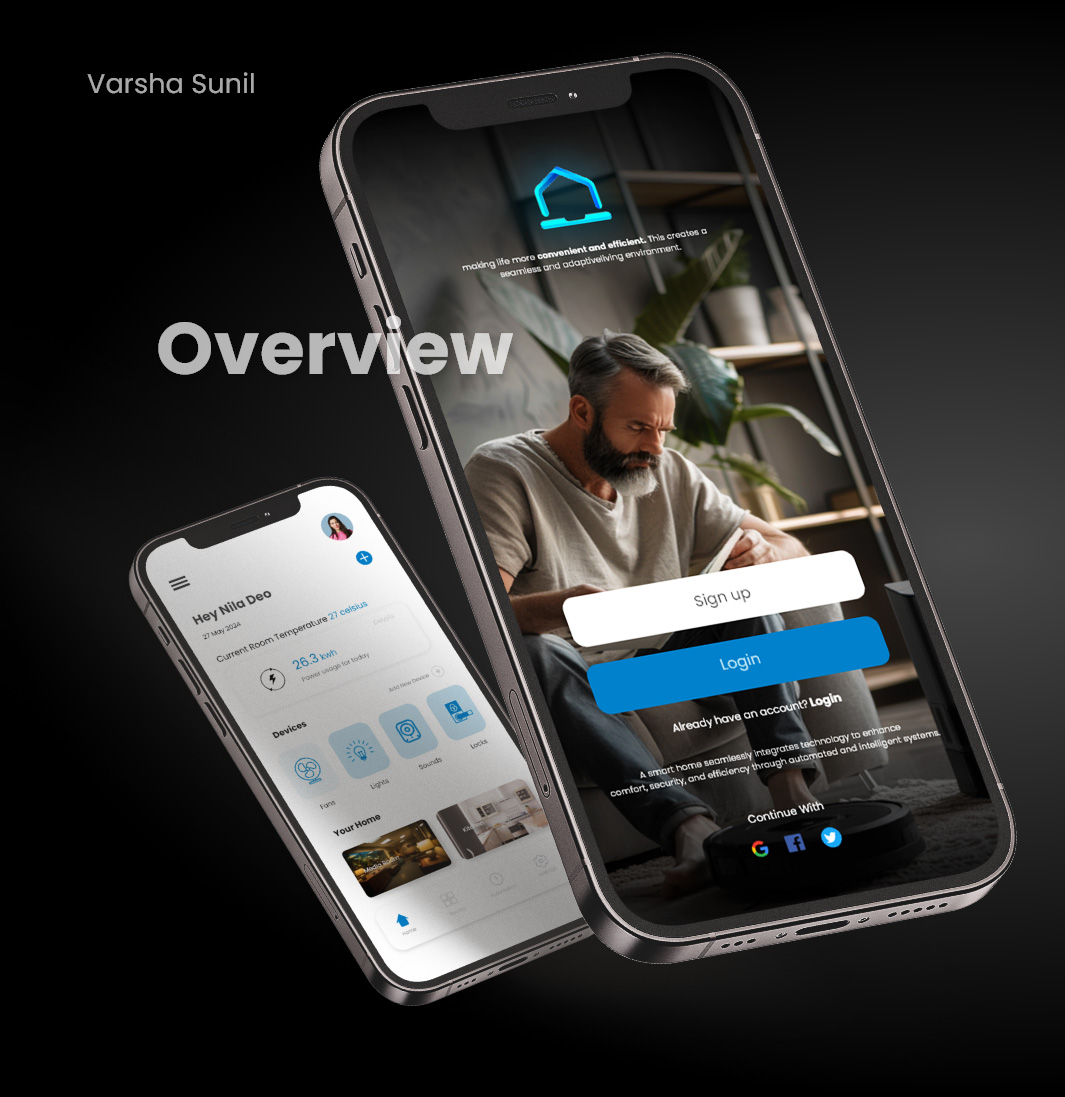 Varsha Sunil
making life more convenient and efficient. This creates a
seamless and adaptiveliving environment.
Overview
Sign up
Login
Already have an account? Login
A smart home seamlessly integrates technology to enhance
comfort, security, and efficiency through automated and intelligent systems.
Continue With
Hey Nila Deo
27 May 2024
Current Room Temperature 27 celsius
Details
26.3 kwh
Power usage for today
Add New Device
Devices
Fans
Lights
Sounds
Locks
Your Home
Media Room
Home